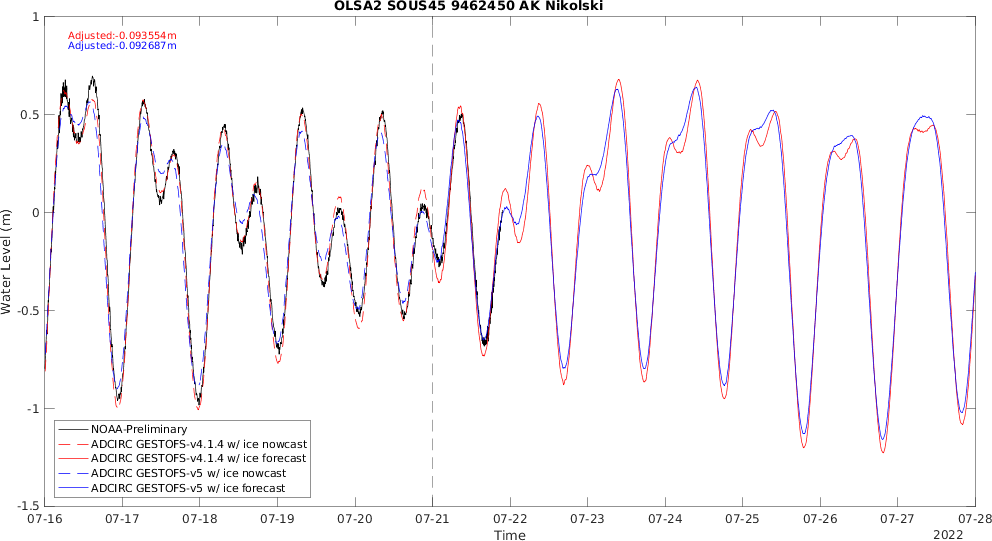 OLSA2 SOUS45 9462450 AK Nikolski
1
Adjusted:-0.093554m
Adjusted:-0.092687m
0.5
0
Water Level (m)
-0.5
-1
NOAA-Preliminary
ADCIRC GESTOFS-v4.1.4 w/ ice nowcast
ADCIRC GESTOFS-v4.1.4 w/ ice forecast
ADCIRC GESTOFS-v5 w/ ice nowcast
ADCIRC GESTOFS-v5 w/ ice forecast
-1.5
07-16 07-17 07-18 07-19 07-20 07-21 07-22 07-23 07-24 07-25 07-26 07-27 07-28
Time
2022